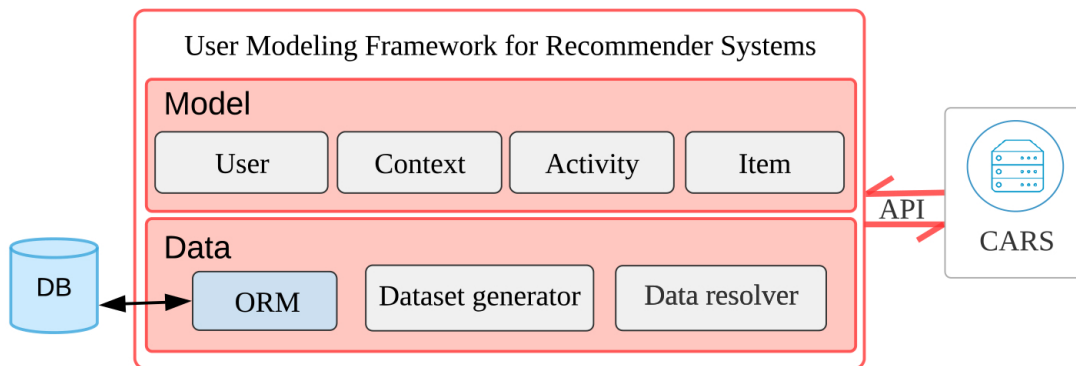 User Modeling Framework for Recommender Systems
Model
User
Context
Activity
Item
API
CARS
Data
DB
ORM
Dataset generator
Data resolver